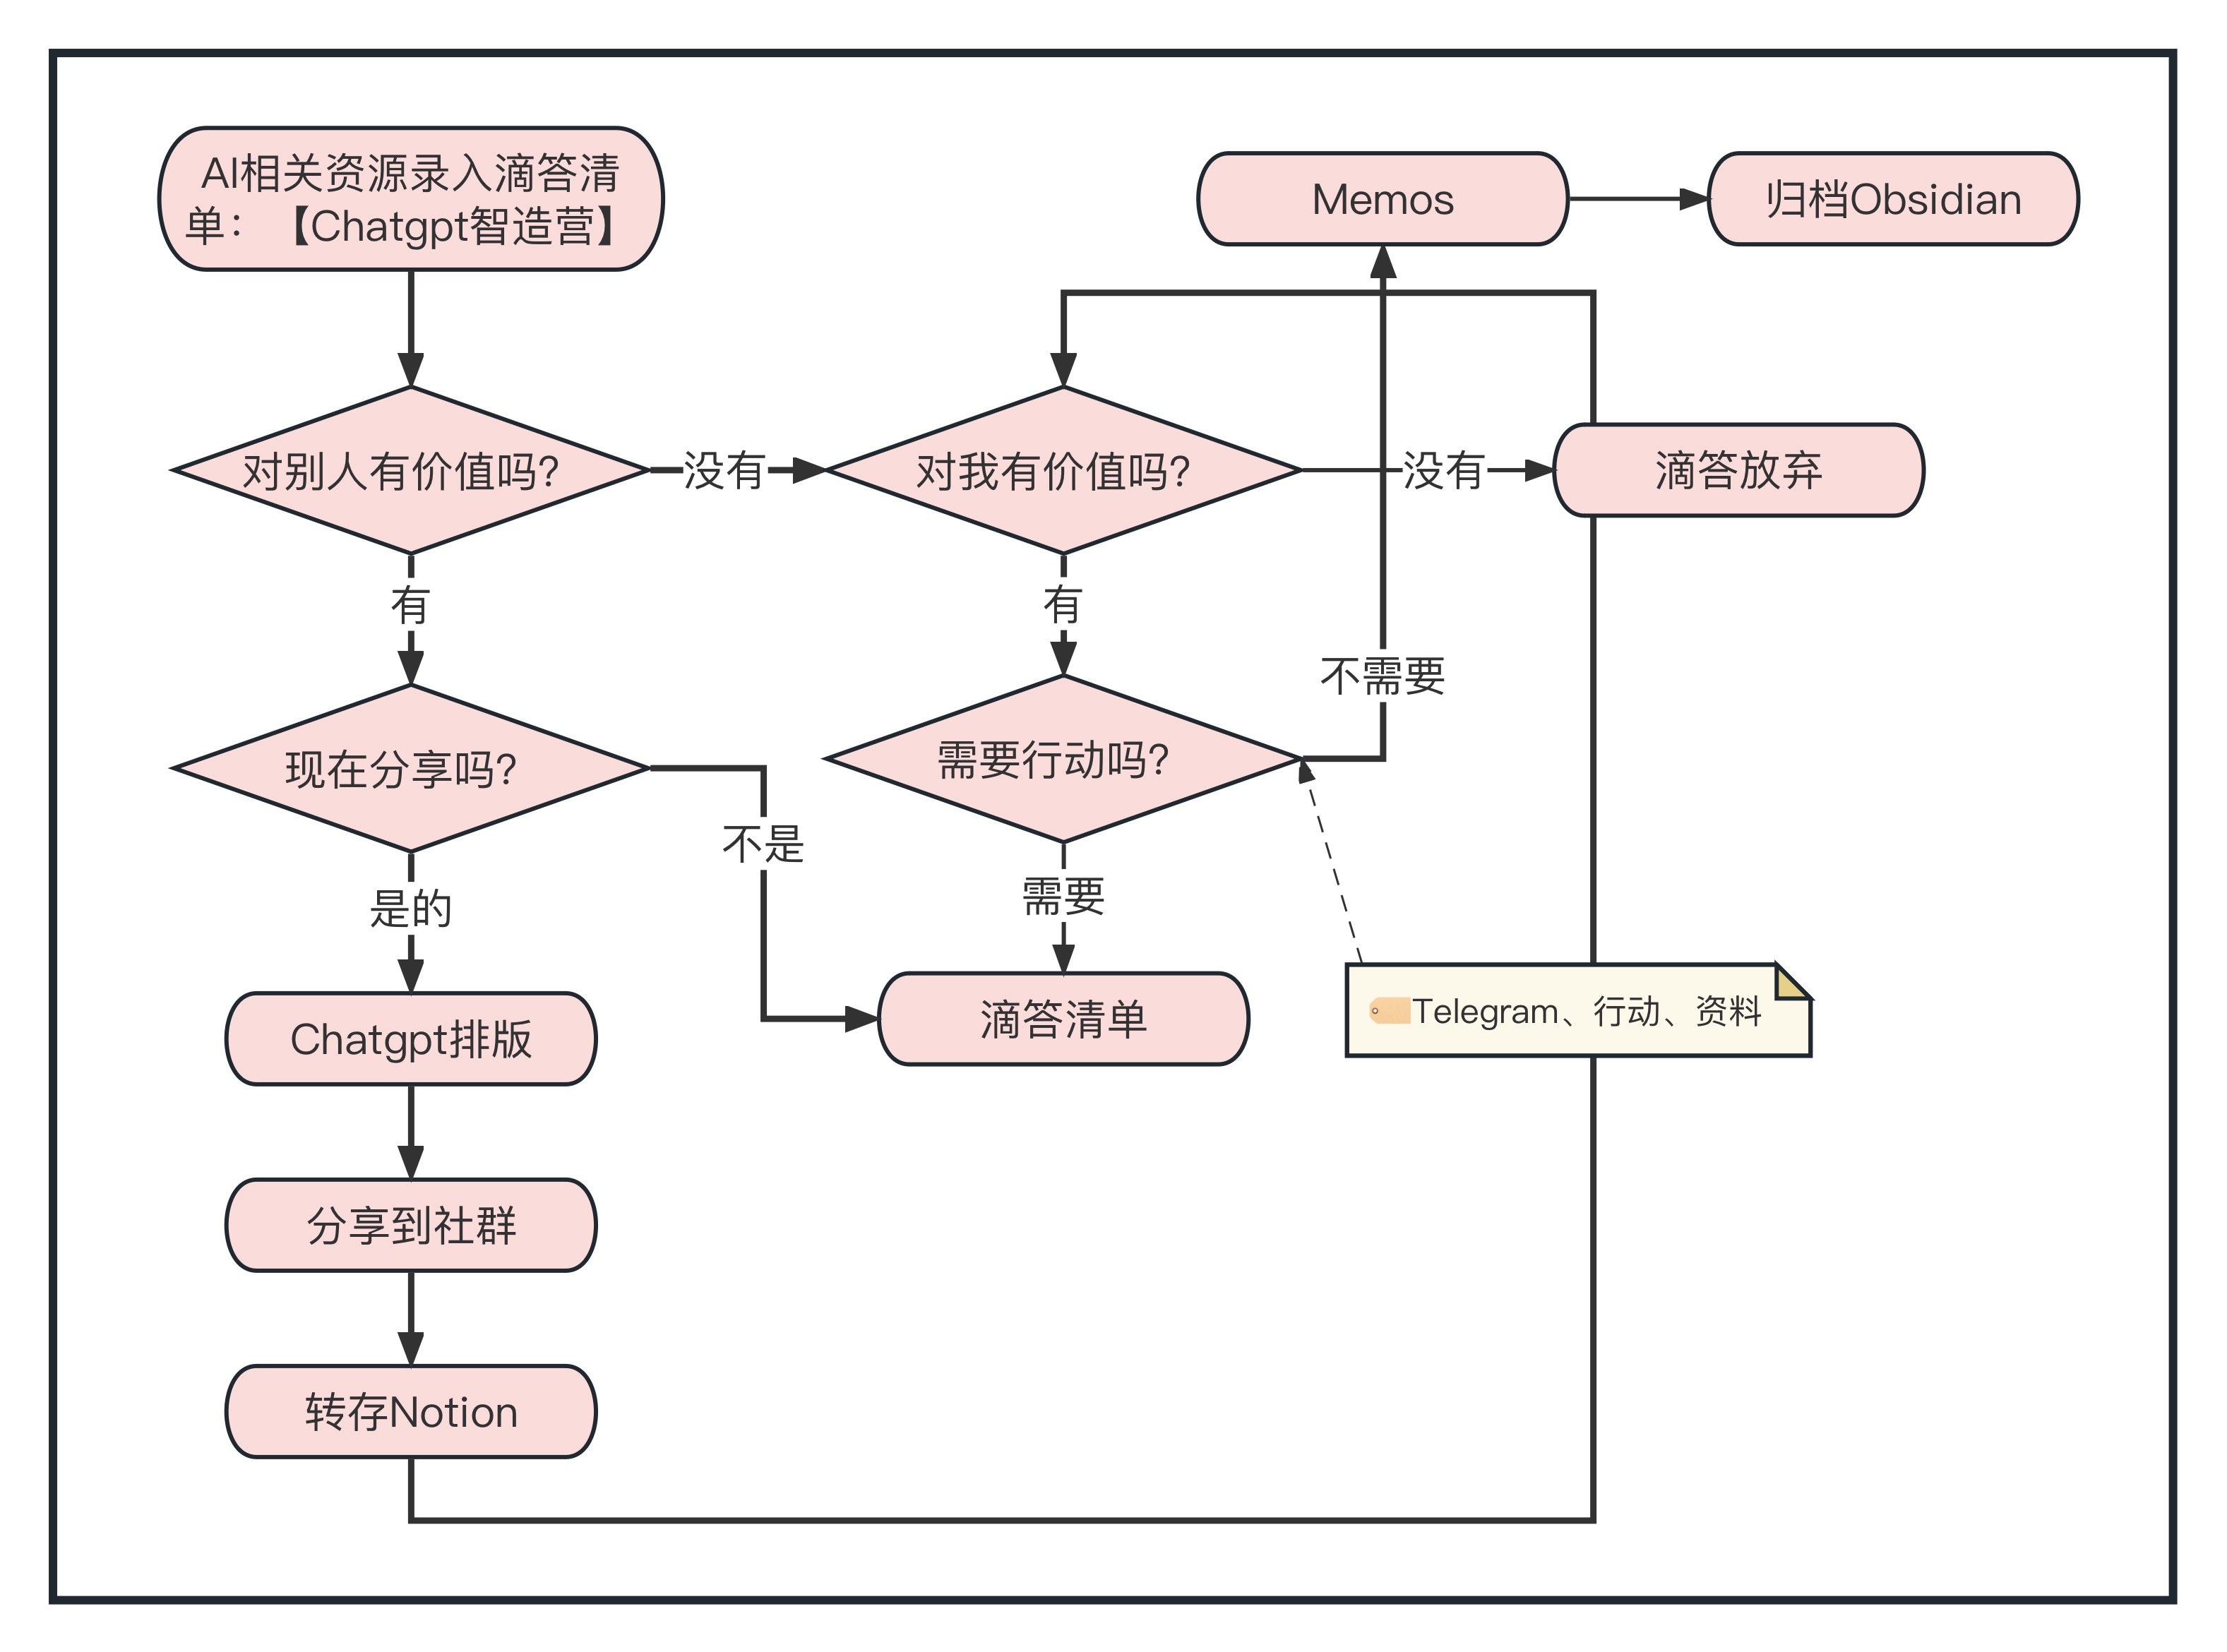 AI相关资源录入滴答清
单：【Chatgpt智造营】
Memos
归档Obsidian
对别人有价值吗?
没有
对我有价值吗?
没有
滴答放弃
有
有
不需要
现在分享吗?
需要行动吗?
不是
是的
需要
Telegram、行动、资料
滴答清单
Chatgpt排版
分享到社群
转存Notion